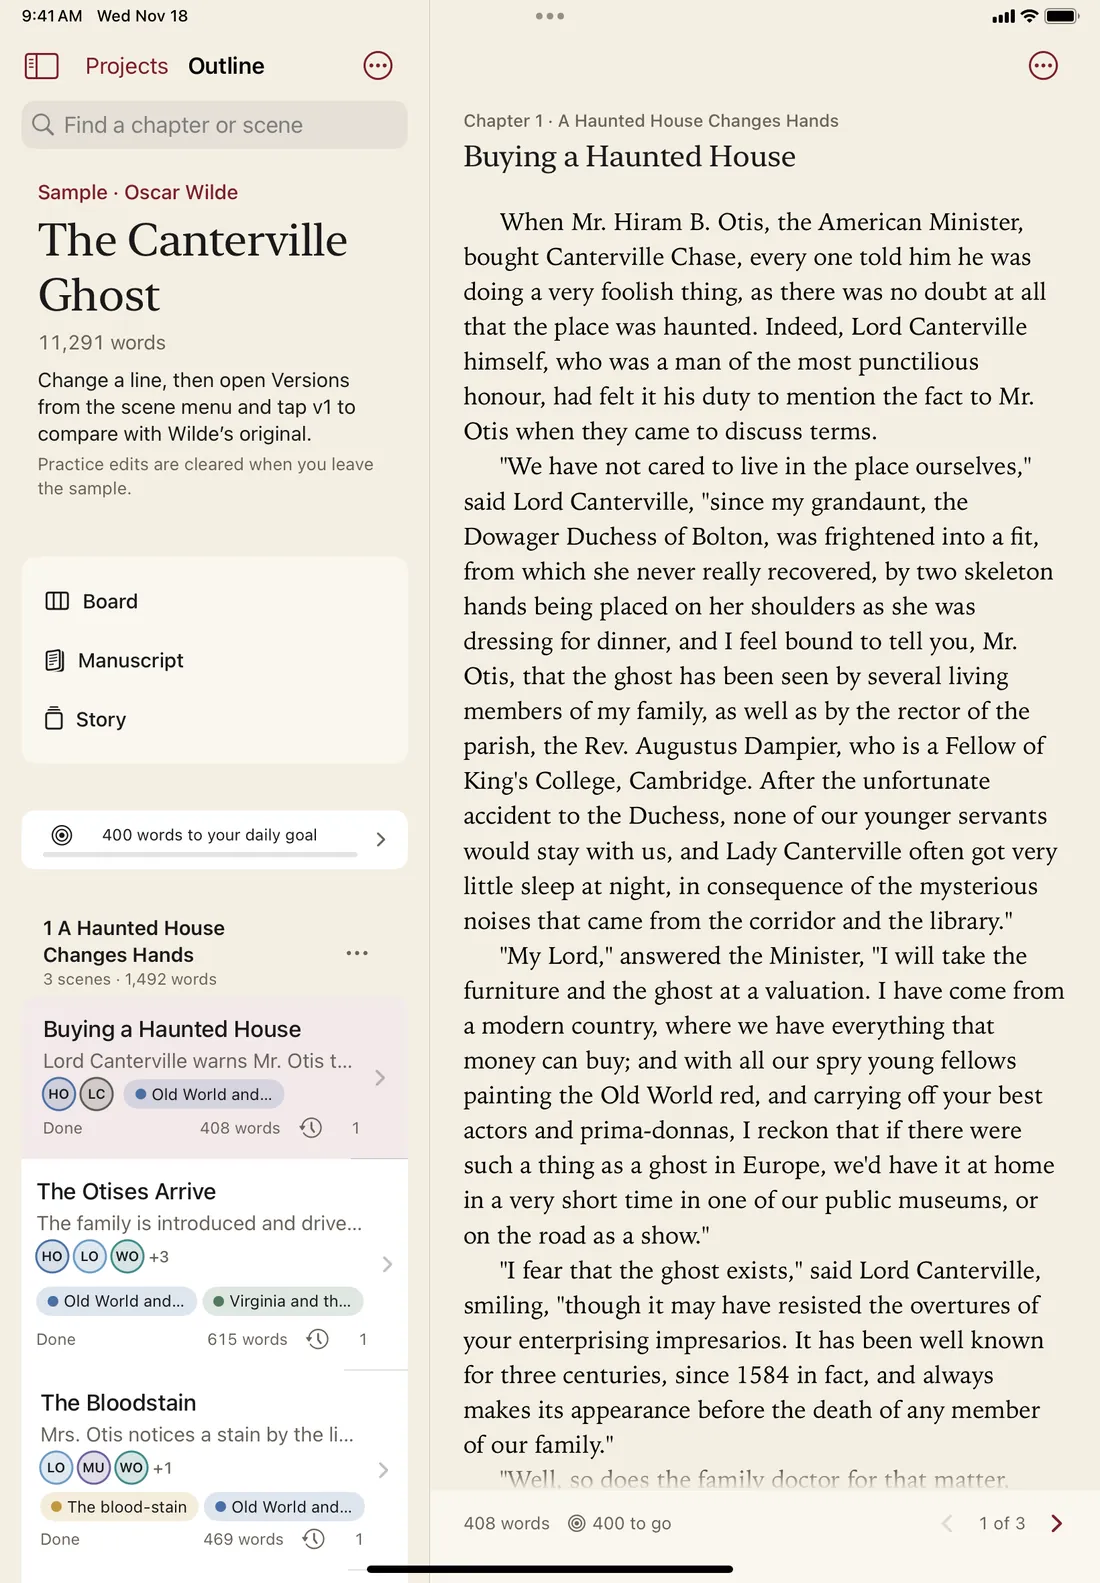 9:41 AM Wed Nov 18
Projects Outline
Find a chapter or scene
Sample · Oscar Wilde
The Canterville
Ghost
11,291 words
Change a line, then open Versions
from the scene menu and tap v1 to
compare with Wilde’s original.
Practice edits are cleared when you leave
the sample.
Board
Manuscript
Story
400 words to your daily goal
1 A Haunted House
Changes Hands
3 scenes · 1,492 words
Buying a Haunted House
Lord Canterville warns Mr. Otis t...
HO LC Old World and...
Done 408 words 1
The Otises Arrive
The family is introduced and drive...
HO LO WO +3
Old World and... Virginia and th...
Done 615 words 1
The Bloodstain
Mrs. Otis notices a stain by the li...
LO MU WO +1
The blood-stain Old World and...
Done 469 words 1
Chapter 1 · A Haunted House Changes Hands
Buying a Haunted House
When Mr. Hiram B. Otis, the American Minister,
bought Canterville Chase, every one told him he was
doing a very foolish thing, as there was no doubt at all
that the place was haunted. Indeed, Lord Canterville
himself, who was a man of the most punctilious
honour, had felt it his duty to mention the fact to Mr.
Otis when they came to discuss terms.
"We have not cared to live in the place ourselves,"
said Lord Canterville, "since my grandaunt, the
Dowager Duchess of Bolton, was frightened into a fit,
from which she never really recovered, by two skeleton
hands being placed on her shoulders as she was
dressing for dinner, and I feel bound to tell you, Mr.
Otis, that the ghost has been seen by several living
members of my family, as well as by the rector of the
parish, the Rev. Augustus Dampier, who is a Fellow of
King's College, Cambridge. After the unfortunate
accident to the Duchess, none of our younger servants
would stay with us, and Lady Canterville often got very
little sleep at night, in consequence of the mysterious
noises that came from the corridor and the library."
"My Lord," answered the Minister, "I will take the
furniture and the ghost at a valuation. I have come from
a modern country, where we have everything that
money can buy; and with all our spry young fellows
painting the Old World red, and carrying off your best
actors and prima-donnas, I reckon that if there were
such a thing as a ghost in Europe, we'd have it at home
in a very short time in one of our public museums, or
on the road as a show."
"I fear that the ghost exists," said Lord Canterville,
smiling, "though it may have resisted the overtures of
your enterprising impresarios. It has been well known
for three centuries, since 1584 in fact, and always
makes its appearance before the death of any member
of our family."
"Well, so does the family doctor for that matter,
408 words 400 to go 1 of 3